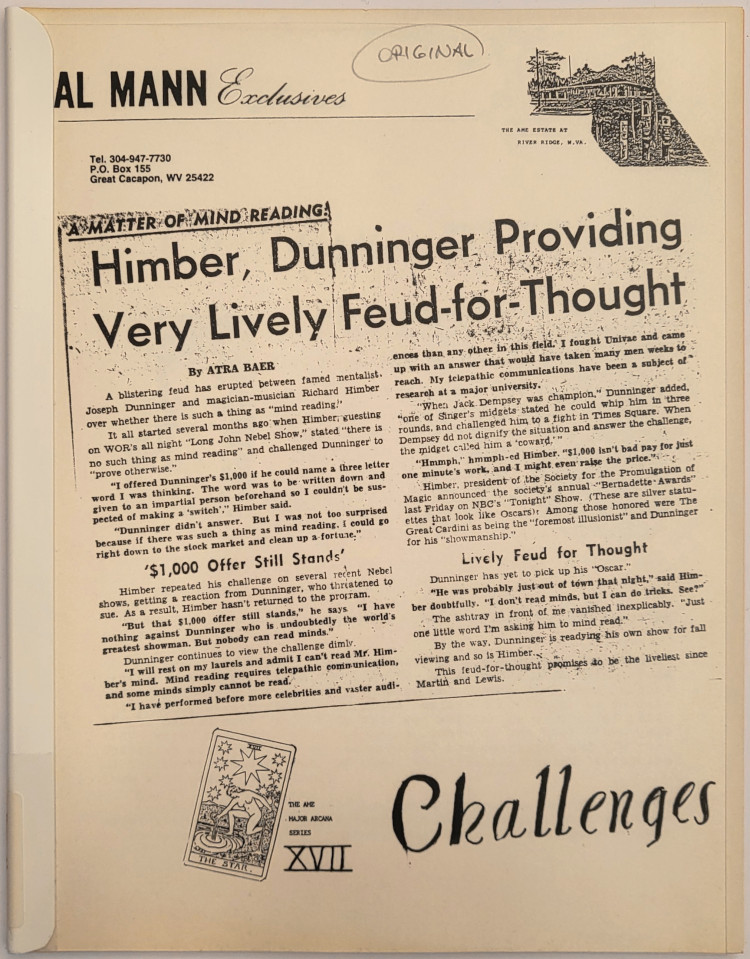 ORIGINAL
AL MANN Exclusives
THE AME ESTATE AT
RIVER RIDGE, W.VA.
Tel. 304-947-7730
P.O. Box 155
Great Cacapon, WV 25422
A MATTER OF MIND READING!
Himber, Dunninger Providing
Very Lively Feud-for-Thought
By ATRA BAER
A blistering feud has erupted between famed mentalist
Joseph Dunninger and magician-musician Richard Himber
over whether there is such a thing as "mind reading."
It all started several months ago when Himber, guesting
on WOR's all night "Long John Nebel Show," stated "there is
no such thing as mind reading" and challenged Dunninger to
"prove otherwise."
"I offered Dunninger's $1,000 if he could name a three letter
word I was thinking. The word was to be written down and
given to an impartial person beforehand so I couldn't be sus-
pected of making a 'switch'," Himber said.
"Dunninger didn't answer. But I was not too surprised
because if there was such a thing as mind reading, I could go
right down to the stock market and clean up a fortune."
'$1,000 Offer Still Stands'
Himber repeated his challenge on several recent Nebel
shows, getting a reaction from Dunninger, who threatened to
sue. As a result, Himber hasn't returned to the program.
"But that $1,000 offer still stands," he says "I have
nothing against Dunninger who is undoubtedly the world's
greatest showman. But nobody can read minds."
Dunninger continues to view the challenge dimly.
"I will rest on my laurels and admit I can't read Mr. Him-
ber's mind. Mind reading requires telepathic communication,
and some minds simply cannot be read.
"I have performed before more celebrities and vaster audi-
ences than any other in this field. I fought Univac and came
up with an answer that would have taken many men weeks to
reach. My telepathic communications have been a subject of
research at a major university.
"When Jack Dempsey was champion," Dunninger added,
"one of Singer's midgets stated he could whip him in three
rounds, and challenged him to a fight in Times Square. When
Dempsey did not dignify the situation and answer the challenge,
the midget called him a 'coward.'"
"Hmmph," hmmph-ed Himber. "$1,000 isn't bad pay for just
one minute's work, and I might even raise the price."
Himber, president of the Society for the Promulgation of
Magic announced the society's annual "Bernadette Awards"
last Friday on NBC's "Tonight" Show. (These are silver statu-
ettes that look like Oscars). Among those honored were The
Great Cardini as being the "foremost illusionist" and Dunninger
for his "showmanship."
Lively Feud for Thought
Dunninger has yet to pick up his "Oscar."
"He was probably just out of town that night," said Him-
ber doubtfully. "I don't read minds, but I can do tricks. See?"
The ashtray in front of me vanished inexplicably. "Just
one little word I'm asking him to mind read."
By the way, Dunninger is readying his own show for fall
viewing and so is Himber.
This feud-for-thought promises to be the liveliest since
Martin and Lewis.
XVII
THE STAR.
THE AME
MAJOR ARCANA
SERIES
XVII
Challenges